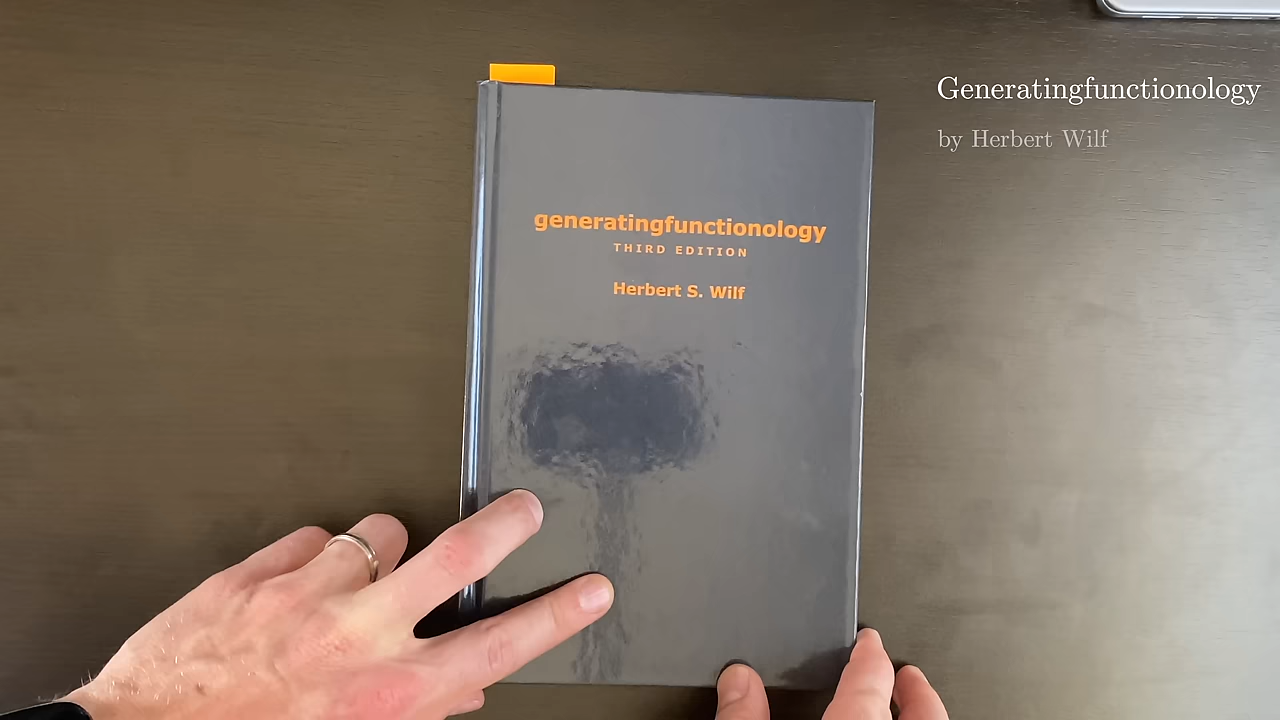 Generatingfunctionology
by Herbert Wilf
generatingfunctionology
THIRD EDITION
Herbert S. Wilf